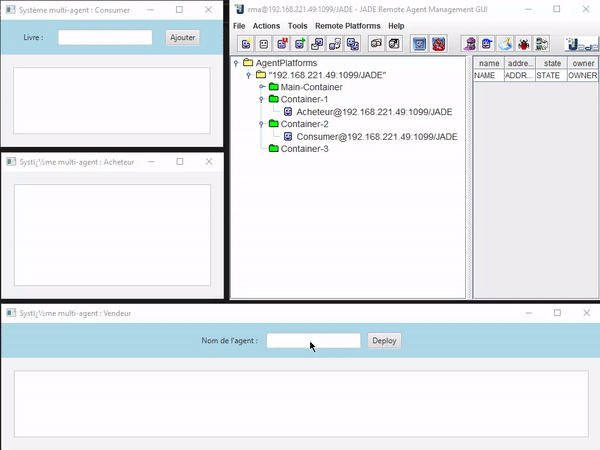 Système multi-agent : Consumer
Livre :
Ajouter
Systï¿½me multi-agent : Acheteur
rma@192.168.221.49:1099/JADE - JADE Remote Agent Management GUI
File Actions Tools Remote Platforms Help
AgentPlatforms
"192.168.221.49:1099/JADE"
Main-Container
Container-1
Acheteur@192.168.221.49:1099/JADE
Container-2
Consumer@192.168.221.49:1099/JADE
Container-3
name addre... state owner
NAME ADDR... STATE OWNER
Systï¿½me multi-agent : Vendeur
Nom de l'agent :
Deploy